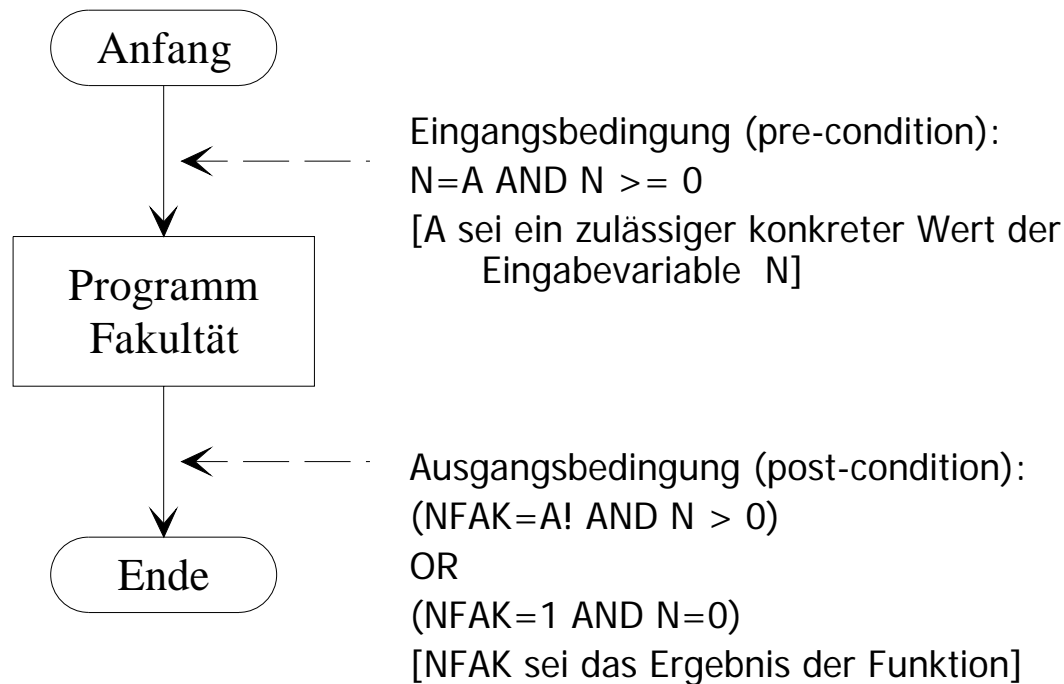 Anfang
Eingangsbedingung (pre-condition):
N=A AND N >= 0
[A sei ein zulässiger konkreter Wert der
Eingabevariable N]
Programm
Fakultät
Ausgangsbedingung (post-condition):
(NFAK=A! AND N > 0)
OR
(NFAK=1 AND N=0)
[NFAK sei das Ergebnis der Funktion]
Ende